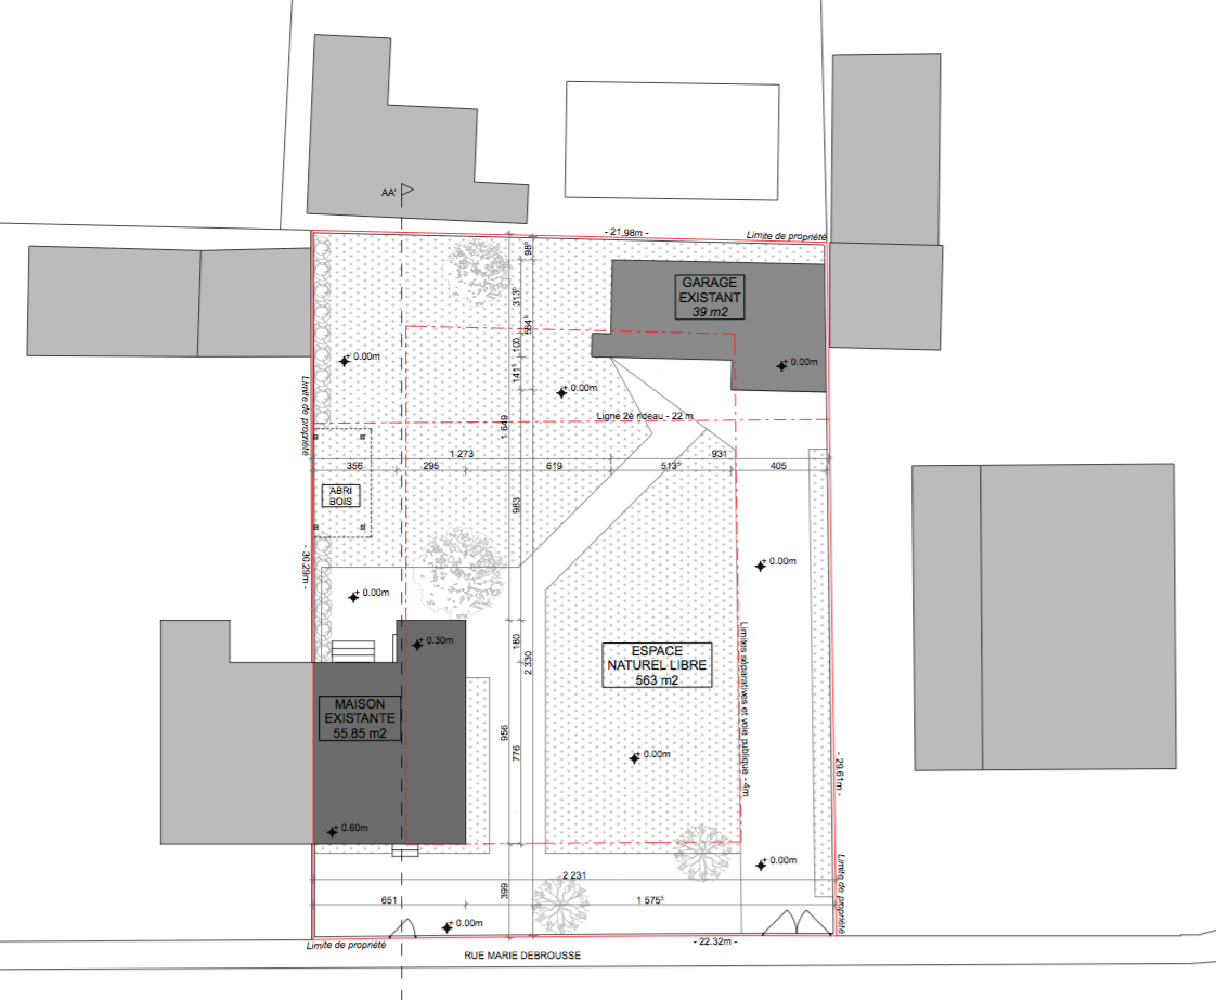 AA'
- 21.98m -
Limite de propriété
98⁵
GARAGE
EXISTANT
39 m2
313⁵
564⁵
100
141⁵
+ 0.00m
+ 0.00m
+ 0.00m
Limite de propriété
Ligne 2è rideau - 22 m
1 649
1 273
931
356
295
619
513⁵
405
ABRI
BOIS
983
- 30.29m -
+ 0.00m
+ 0.00m
+ 0.30m
180
2 330
ESPACE
NATUREL LIBRE
563 m2
Limites séparatives et voie publique - 4m
MAISON
EXISTANTE
55.85 m2
956
776
+ 0.00m
- 29.61m -
+ 0.60m
+ 0.00m
2 231
399
651
1 575⁵
Limite de propriété
+ 0.00m
Limite de propriété
- 22.32m -
RUE MARIE DEBROUSSE